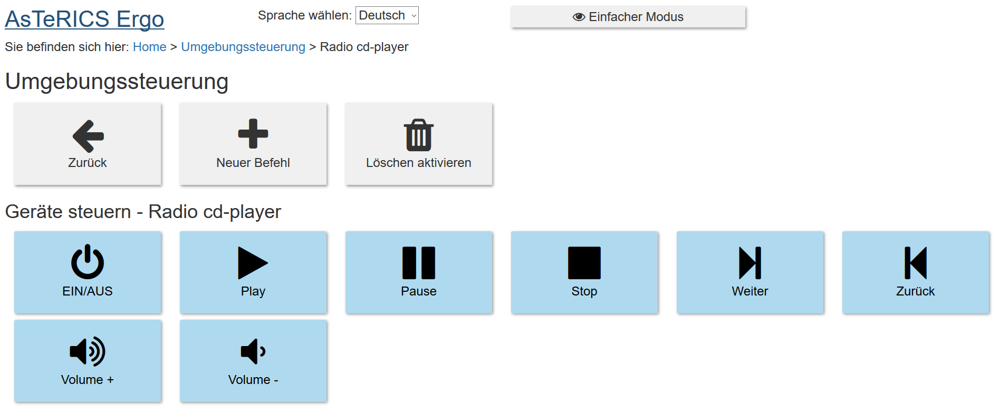 AsTeRICS Ergo
Sprache wählen: Deutsch
Einfacher Modus
Sie befinden sich hier: Home > Umgebungssteuerung > Radio cd-player
Umgebungssteuerung
Zurück
Neuer Befehl
Löschen aktivieren
Geräte steuern - Radio cd-player
EIN/AUS
Play
Pause
Stop
Weiter
Zurück
Volume +
Volume -